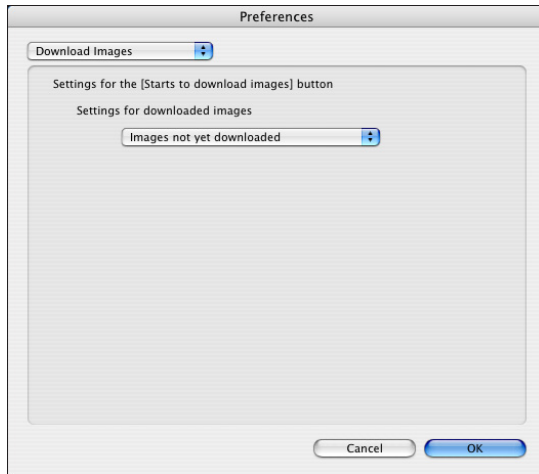 Preferences
Download Images
Settings for the [Starts to download images] button
Settings for downloaded images
Images not yet downloaded
Cancel OK